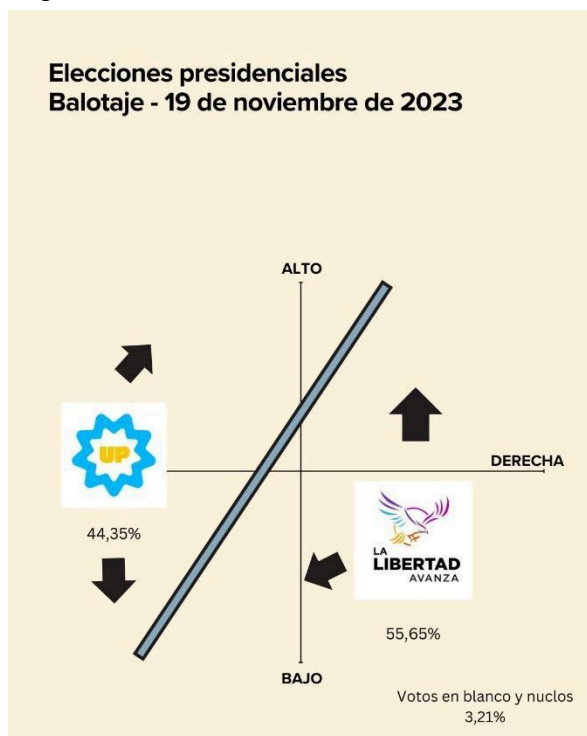 Elecciones presidenciales
Balotaje - 19 de noviembre de 2023
ALTO
UP
DERECHA
44,35%
LA
LIBERTAD
AVANZA
55,65%
BAJO
Votos en blanco y nuclos
3,21%